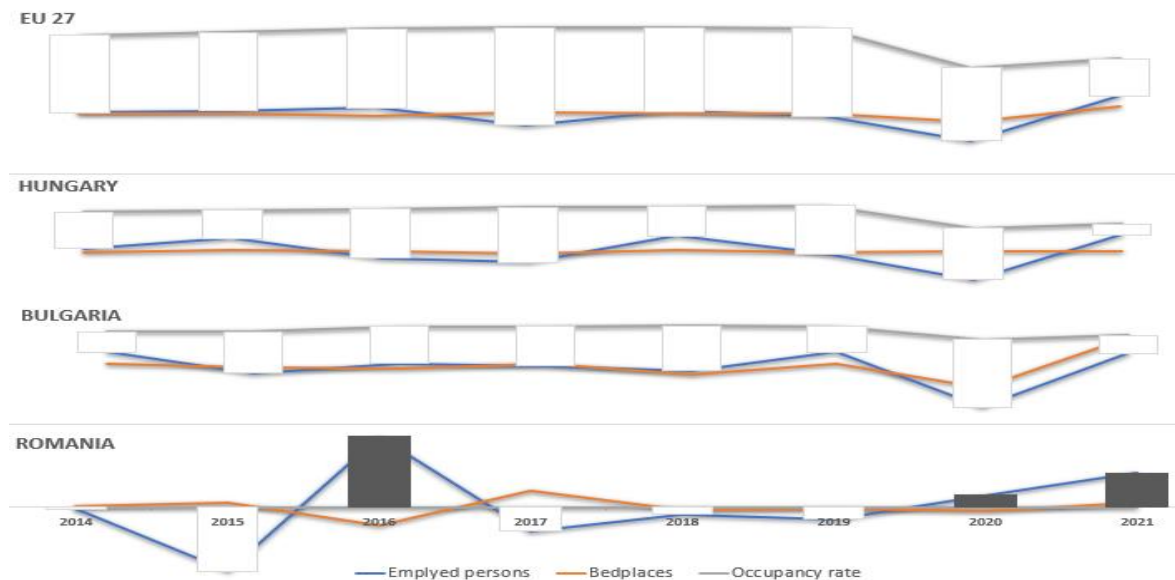 EU 27
HUNGARY
BULGARIA
ROMANIA
2014 2015 2016 2017 2018 2019 2020 2021
Emplyed persons Bedplaces Occupancy rate